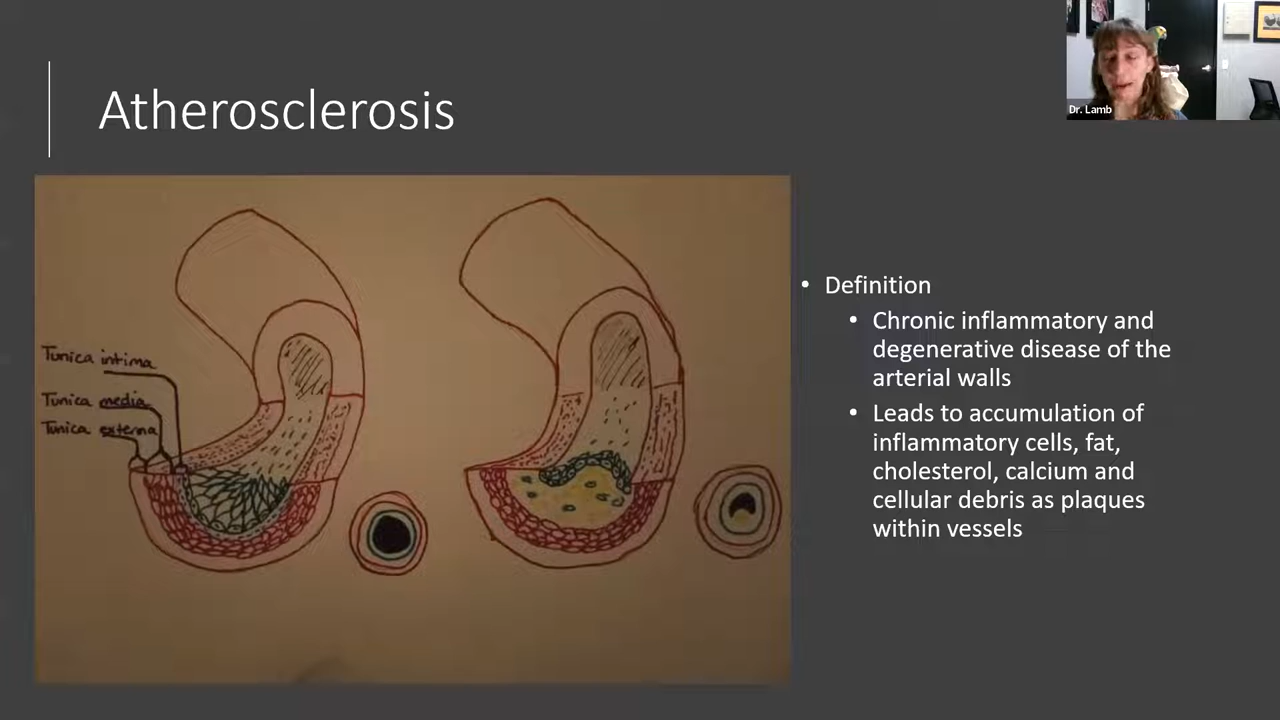 Atherosclerosis
Dr. Lamb
Tunica intima
Tunica media
Tunica externa
• Definition
• Chronic inflammatory and
degenerative disease of the
arterial walls
• Leads to accumulation of
inflammatory cells, fat,
cholesterol, calcium and
cellular debris as plaques
within vessels